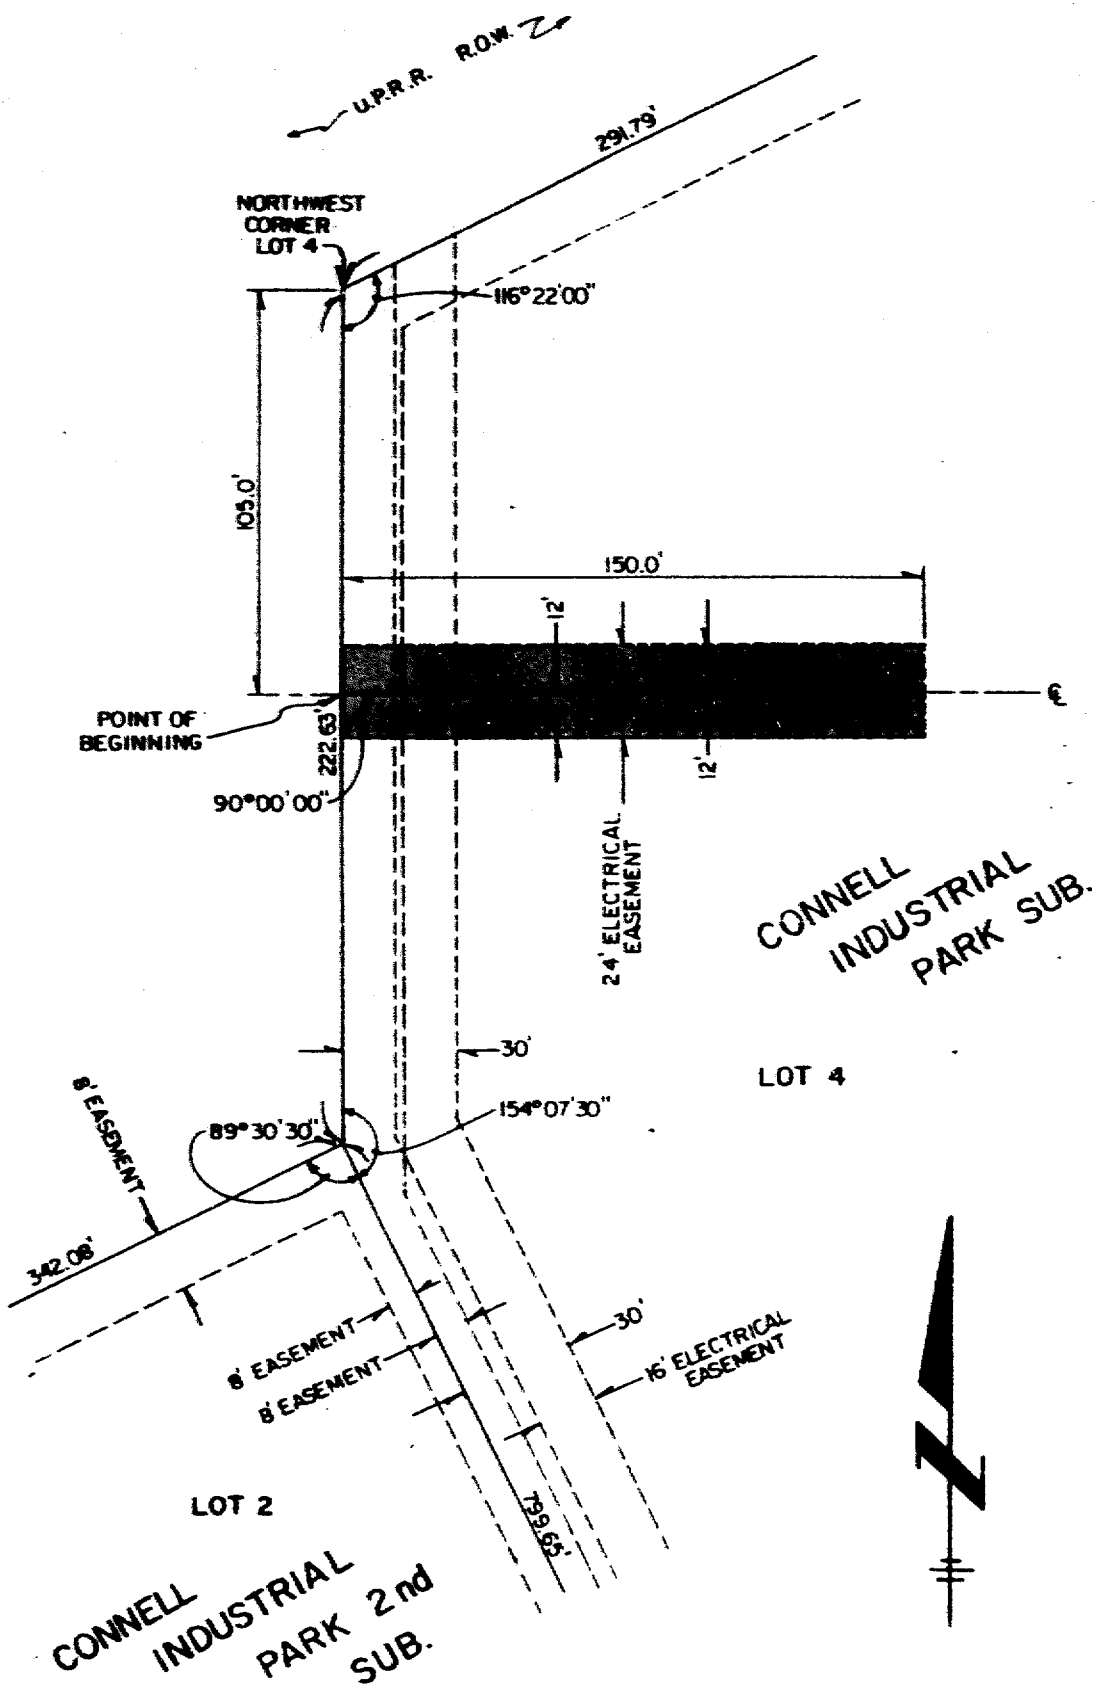 U.P.R.R. R.O.W.
291.79'
NORTHWEST
CORNER
LOT 4
116°22'00"
105.0'
150.0'
12'
℄
POINT OF
BEGINNING
222.63'
12'
90°00'00"
24' ELECTRICAL
EASEMENT
CONNELL
INDUSTRIAL
PARK SUB.
30'
LOT 4
8' EASEMENT
89°30'30"
154°07'30"
342.08'
30'
8' EASEMENT
8' EASEMENT
16' ELECTRICAL
EASEMENT
799.65'
LOT 2
N
CONNELL
INDUSTRIAL
PARK 2nd
SUB.